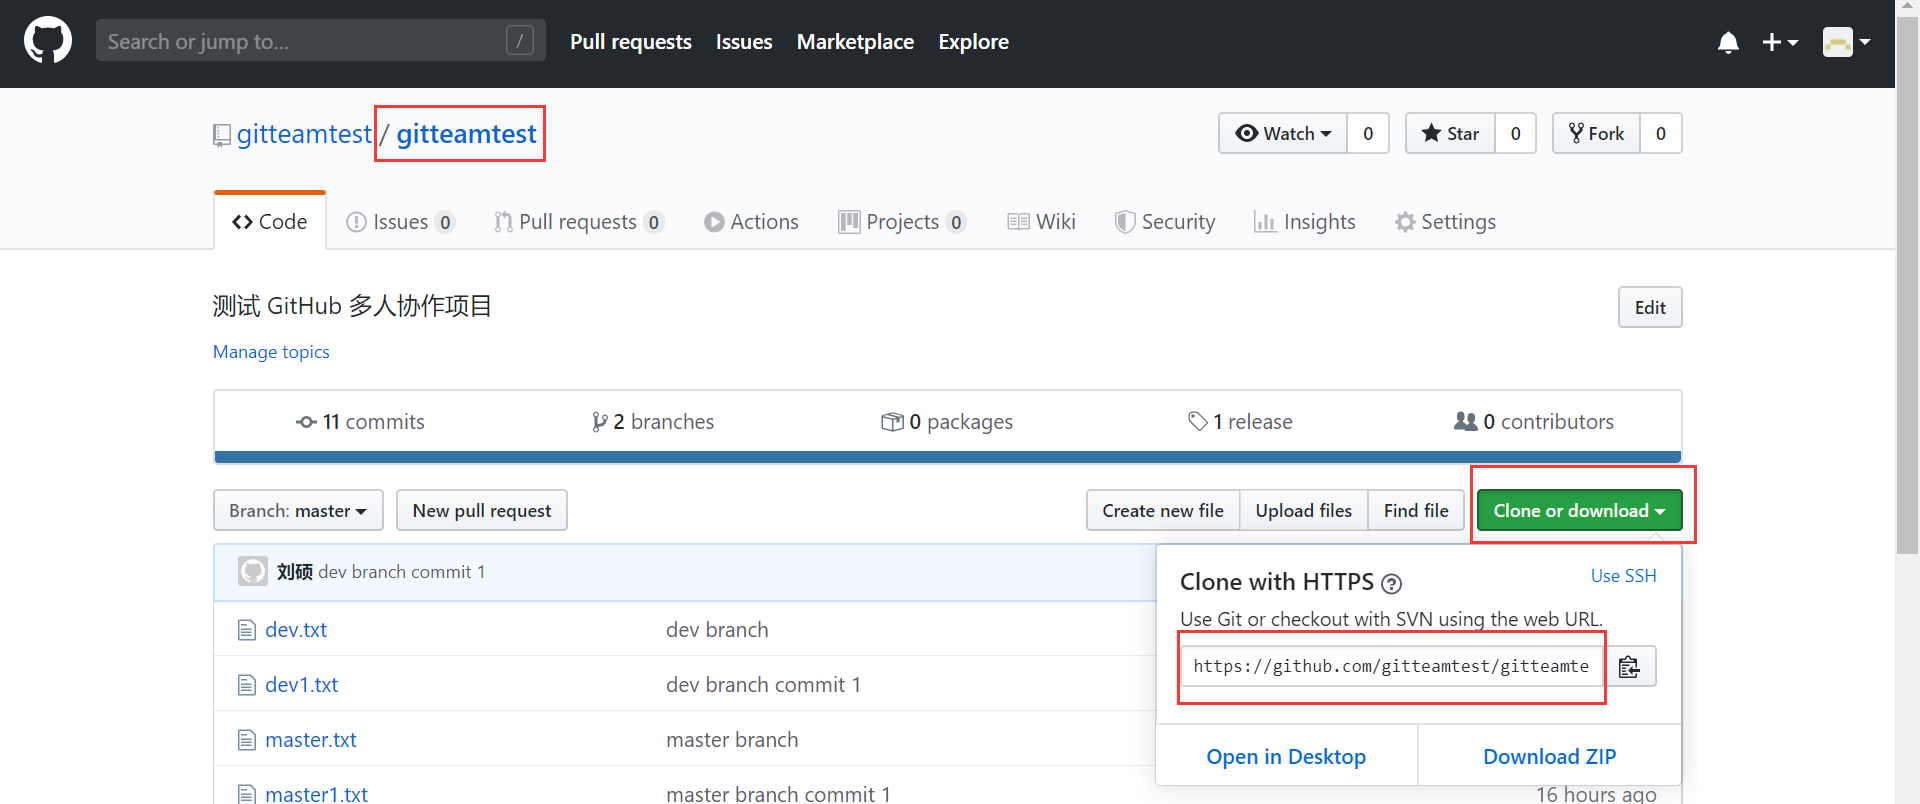 Search or jump to... / Pull requests Issues Marketplace Explore
gitteamtest / gitteamtest Watch 0 Star 0 Fork 0
Code Issues 0 Pull requests 0 Actions Projects 0 Wiki Security Insights Settings
测试 GitHub 多人协作项目 Edit
Manage topics
11 commits 2 branches 0 packages 1 release 0 contributors
Branch: master New pull request Create new file Upload files Find file Clone or download
刘硕 dev branch commit 1
Clone with HTTPS ? Use SSH
Use Git or checkout with SVN using the web URL.
https://github.com/gitteamtest/gitteamte
Open in Desktop Download ZIP
dev.txt dev branch
dev1.txt dev branch commit 1
master.txt master branch
master1.txt master branch commit 1 16 hours ago